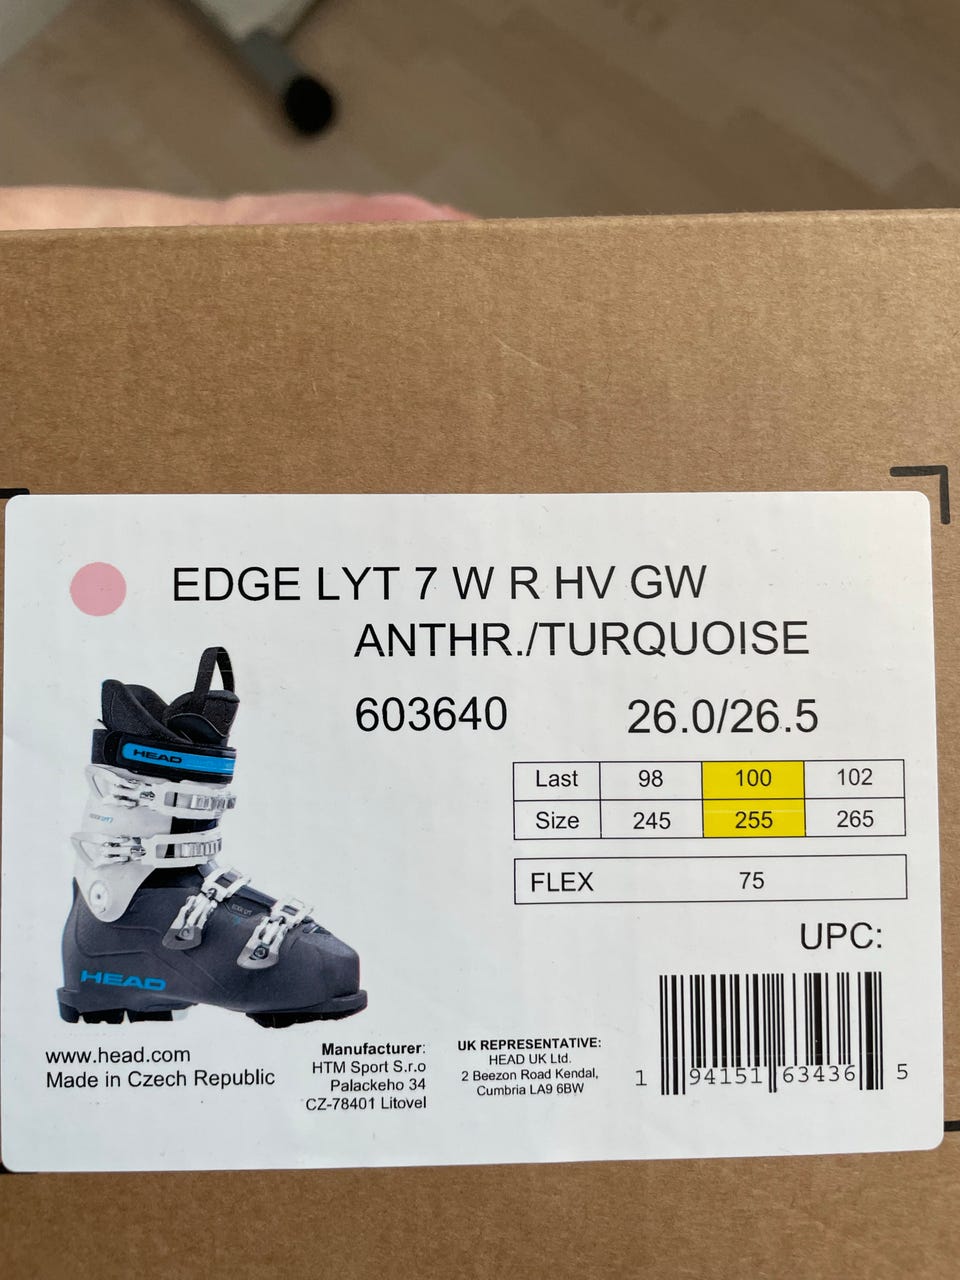 EDGE LYT 7 W R HV GW
ANTHR./TURQUOISE
603640 26.0/26.5
HEAD
Last 98 100 102
Size 245 255 265
FLEX 75
HEAD
UPC:
www.head.com
Made in Czech Republic
Manufacturer:
HTM Sport S.r.o
Palackeho 34
CZ-78401 Litovel
UK REPRESENTATIVE:
HEAD UK Ltd.
2 Beezon Road Kendal,
Cumbria LA9 6BW
1 94151 63436 5